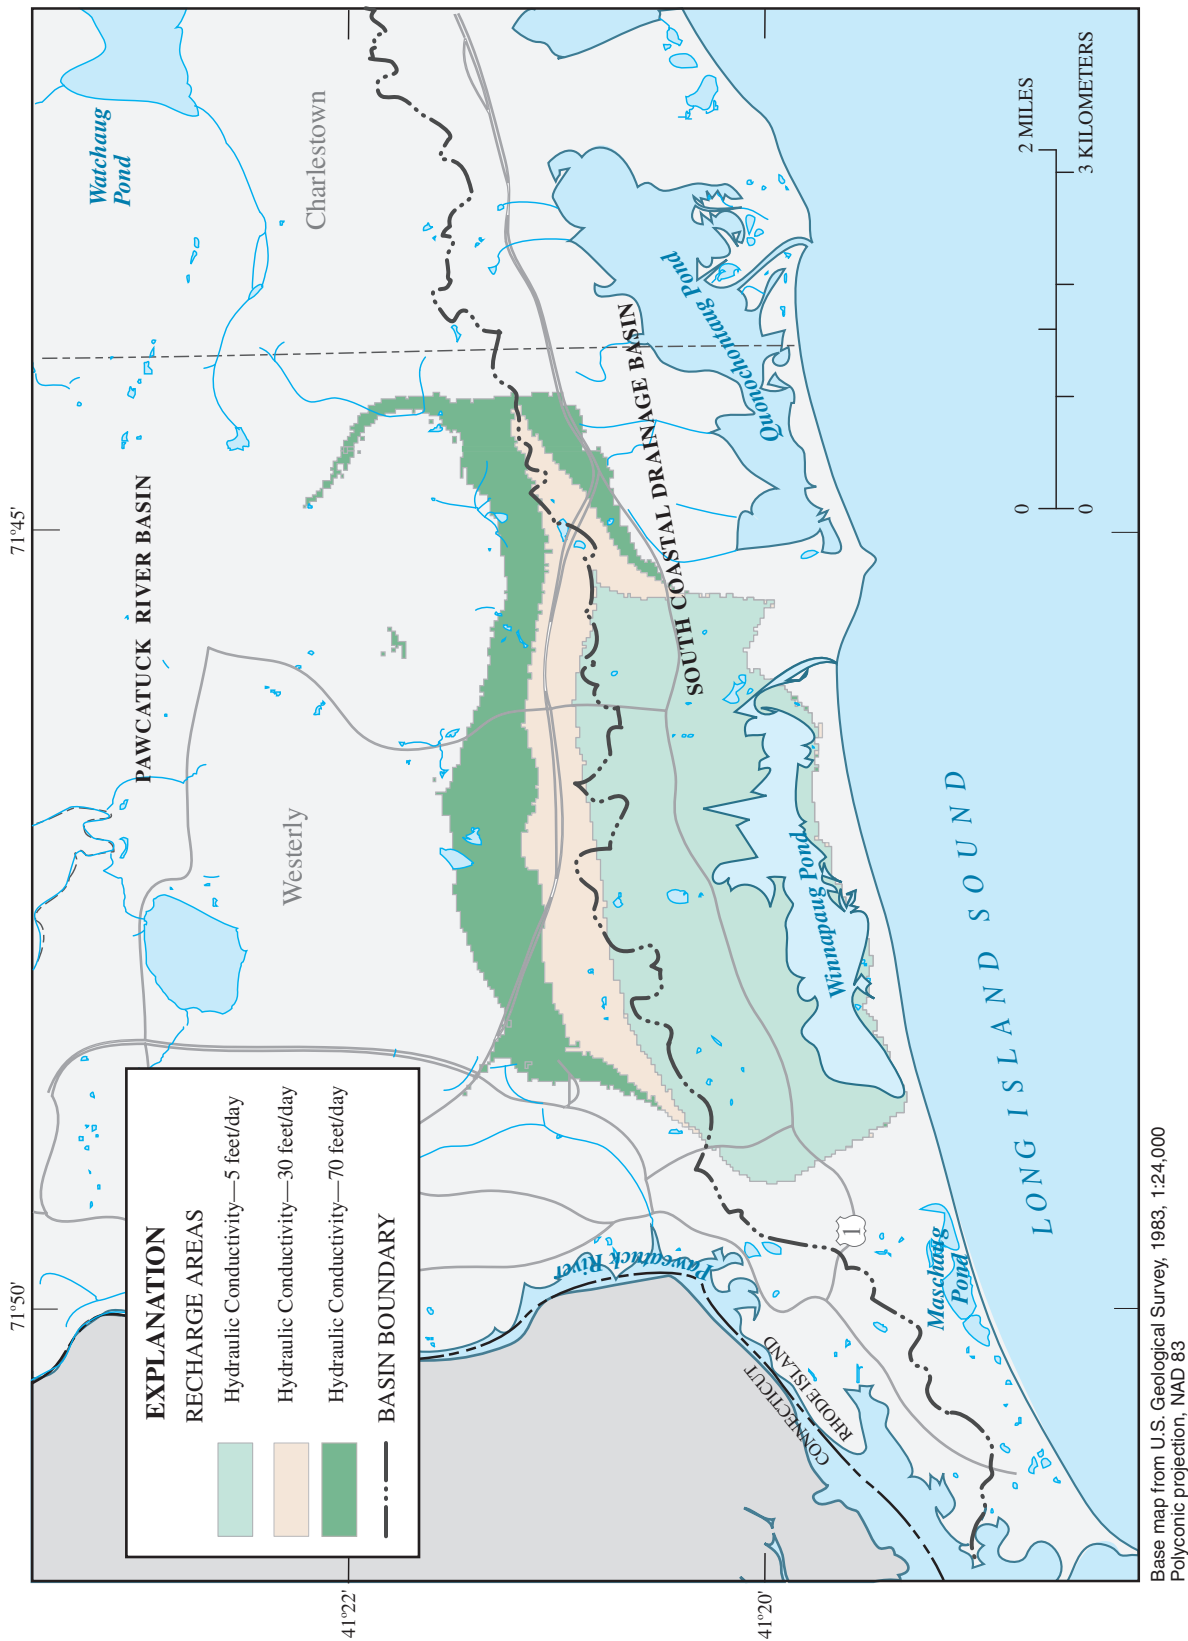 EXPLANATION
RECHARGE AREAS
Hydraulic Conductivity—5 feet/day
Hydraulic Conductivity—30 feet/day
Hydraulic Conductivity—70 feet/day
BASIN BOUNDARY
71°50'
71°45'
41°22'
41°20'
PAWCATUCK RIVER BASIN
Watchaug
Pond
Charlestown
Westerly
SOUTH COASTAL DRAINAGE BASIN
Quonochontaug Pond
Winnapaug Pond
Pawcatuck River
Maschaug
Pond
CONNECTICUT
RHODE ISLAND
1
LONG ISLAND SOUND
0
2 MILES
0
3 KILOMETERS
Base map from U.S. Geological Survey, 1983, 1:24,000
Polyconic projection, NAD 83